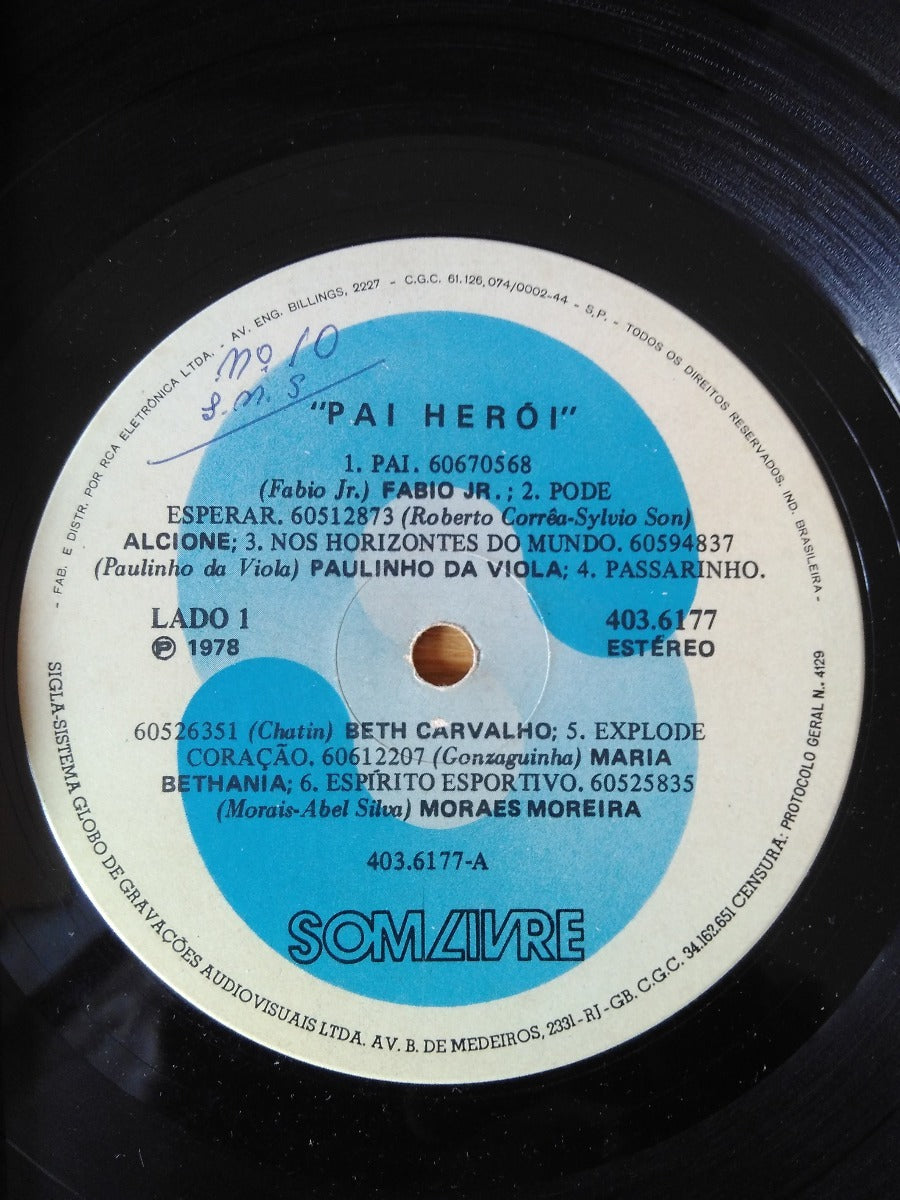 - FAB. E DISTR. POR RCA ELETRÔNICA LTDA. - AV. ENG. BILLINGS, 2227 - C.G.C. 61.126,074/0002-44 - S.P. - TODOS OS DIREITOS RESERVADOS. IND. BRASILEIRA -
Nº 10
"PAI HERÓI"
1. PAI. 60670568
(Fabio Jr.) FABIO JR.; 2. PODE
ESPERAR. 60512873 (Roberto Corrêa-Sylvio Son)
ALCIONE; 3. NOS HORIZONTES DO MUNDO. 60594837
(Paulinho da Viola) PAULINHO DA VIOLA; 4. PASSARINHO.
LADO 1
℗ 1978
403.6177
ESTÉREO
60526351 (Chatin) BETH CARVALHO; 5. EXPLODE
CORAÇÃO. 60612207 (Gonzaguinha) MARIA
BETHANIA; 6. ESPÍRITO ESPORTIVO. 60525835
(Morais-Abel Silva) MORAES MOREIRA
403.6177-A
SOM LIVRE
SIGLA-SISTEMA GLOBO DE GRAVAÇÕES AUDIOVISUAIS LTDA. AV. B. DE MEDEIROS, 2331-RJ-GB. C.G.C. 34.162.651 CENSURA: PROTOCOLO GERAL N.. 4129